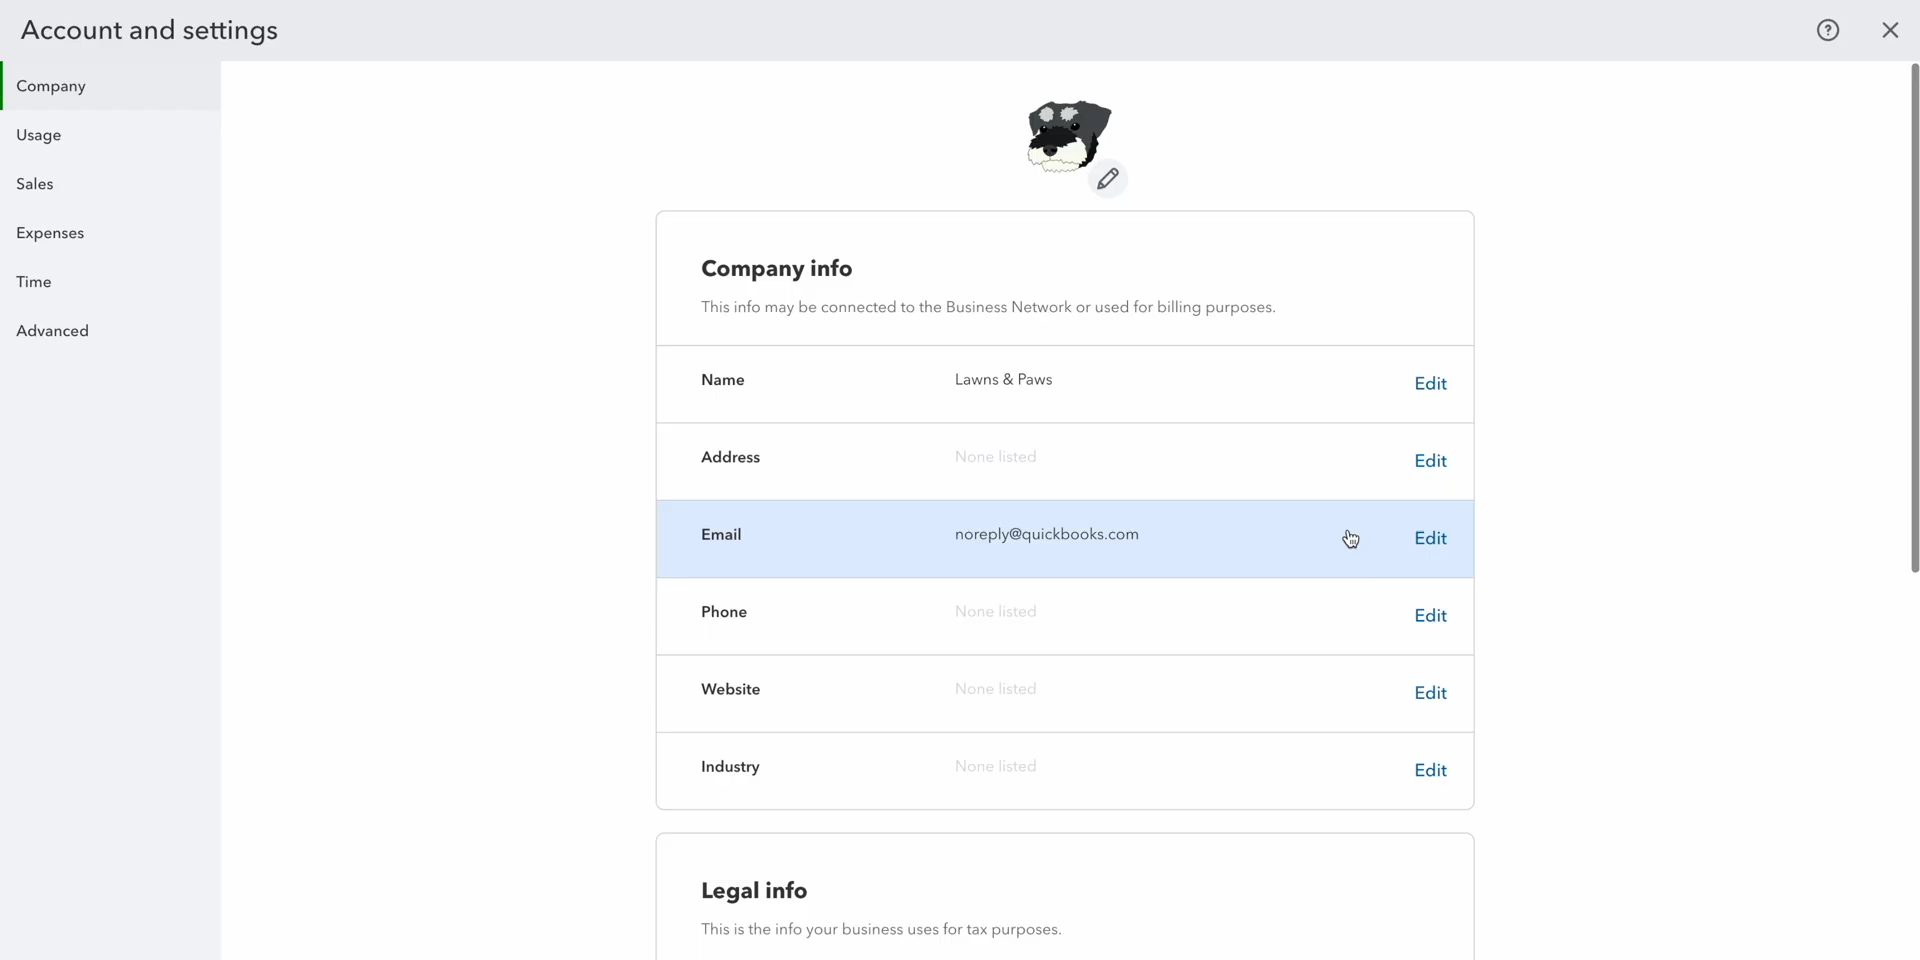 Account and settings
Company
Usage
Sales
Expenses
Time
Advanced
Company info
This info may be connected to the Business Network or used for billing purposes.
Name Lawns & Paws Edit
Address None listed Edit
Email noreply@quickbooks.com Edit
Phone None listed Edit
Website None listed Edit
Industry None listed Edit
Legal info
This is the info your business uses for tax purposes.